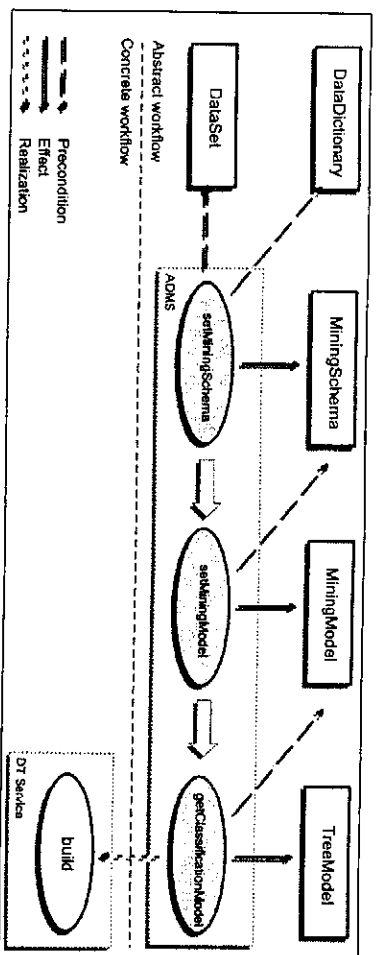 DataDictionary
MiningSchema
MiningModel
TreeModel
DataSet
ADMS
setMiningSchema
setMiningModel
getClassificationModel
Abstract workflow
Concrete workflow
DT Service
build
Precondition
Effect
Realization